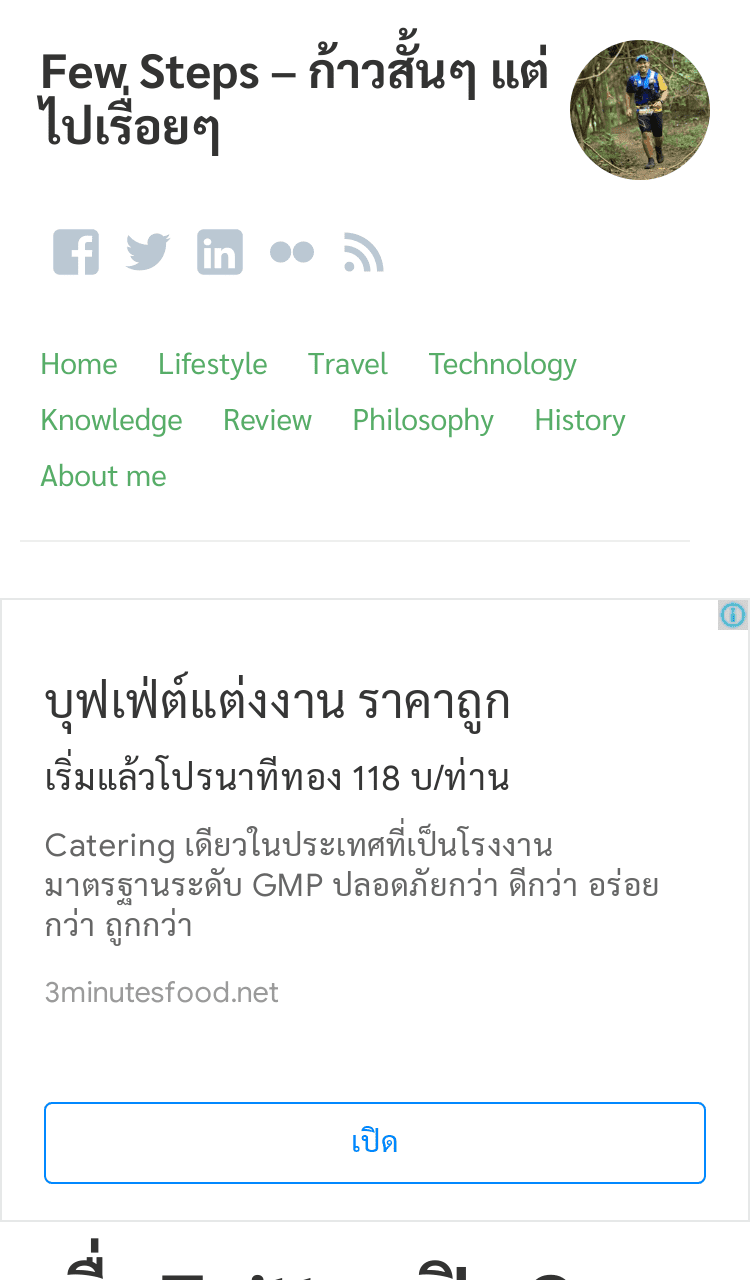 Few Steps – ก้าวสั้นๆ แต่
ไปเรื่อยๆ
Home Lifestyle Travel Technology
Knowledge Review Philosophy History
About me
บุฟเฟ่ต์แต่งงาน ราคาถูก
เริ่มแล้วโปรนาทีทอง 118 บ/ท่าน
Catering เดียวในประเทศที่เป็นโรงงาน
มาตรฐานระดับ GMP ปลอดภัยกว่า ดีกว่า อร่อย
กว่า ถูกกว่า
3minutesfood.net
เปิด